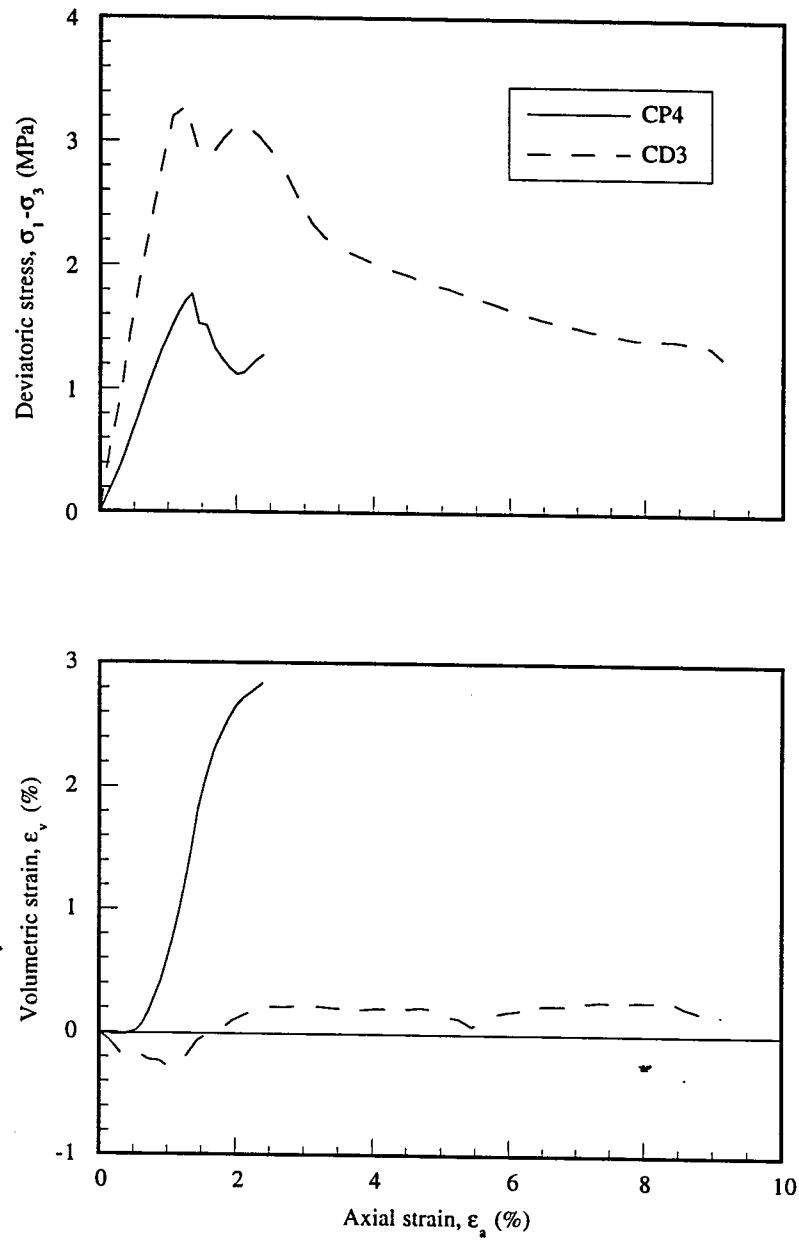 4
3
2
1
0
Deviatoric stress, σ₁-σ₃ (MPa)
CP4
CD3
3
2
1
0
-1
Volumetric strain, εᵥ (%)
0 2 4 6 8 10
Axial strain, εₐ (%)